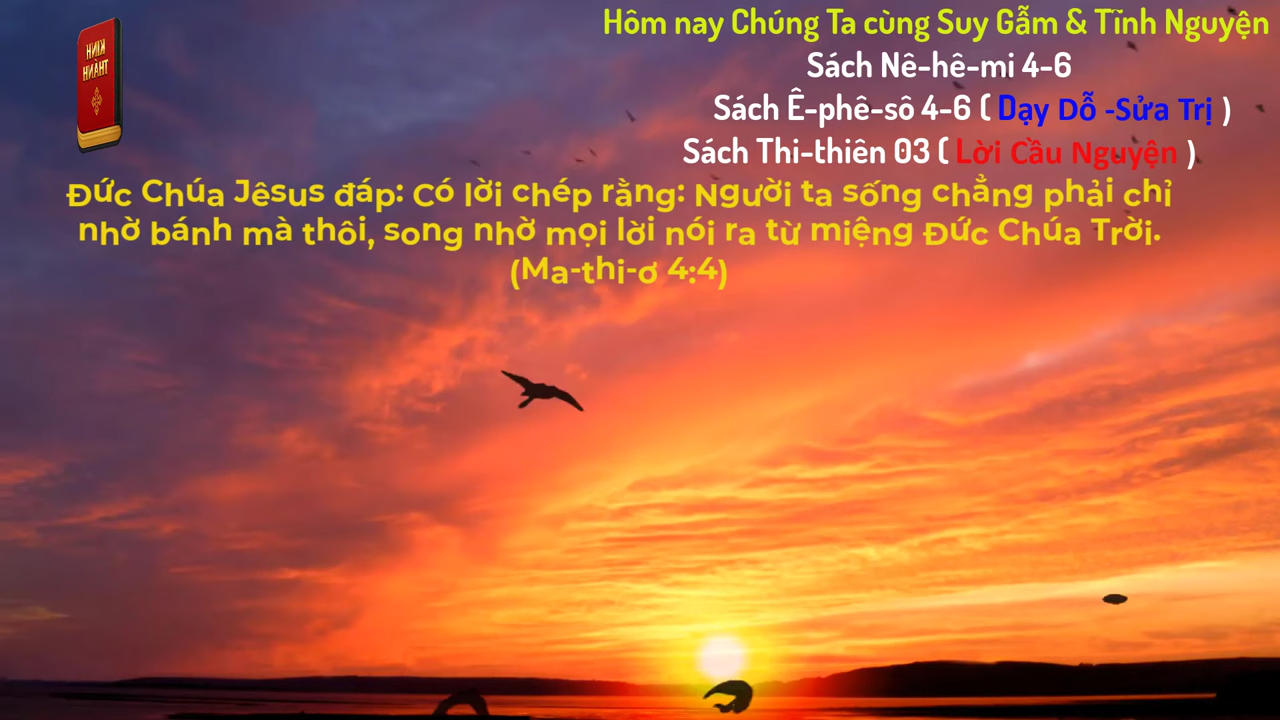 KINH
THÁNH
Hôm nay Chúng Ta cùng Suy Gẫm & Tĩnh Nguyện
Sách Nê-hê-mi 4-6
Sách Ê-phê-sô 4-6 ( Dạy Dỗ -Sửa Trị )
Sách Thi-thiên 03 ( Lời Cầu Nguyện )
Đức Chúa Jêsus đáp: Có lời chép rằng: Người ta sống chẳng phải chỉ
nhờ bánh mà thôi, song nhờ mọi lời nói ra từ miệng Đức Chúa Trời.
(Ma-thi-ơ 4:4)